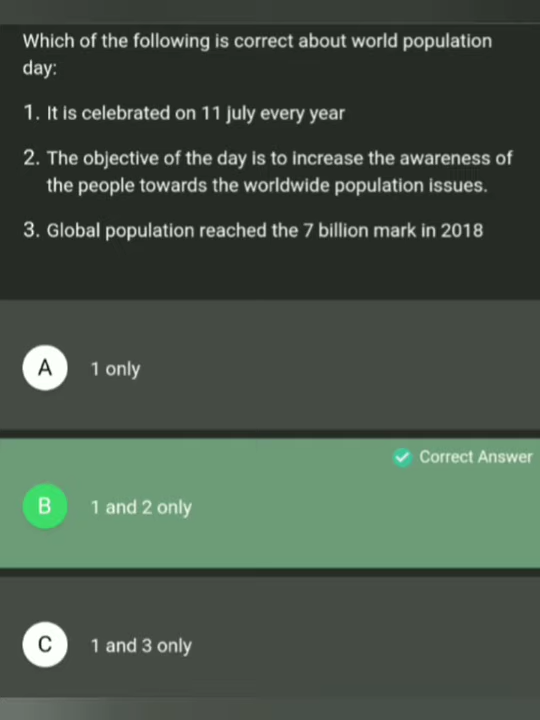 Which of the following is correct about world population
day:
1. It is celebrated on 11 july every year
2. The objective of the day is to increase the awareness of
the people towards the worldwide population issues.
3. Global population reached the 7 billion mark in 2018
A 1 only
Correct Answer
B 1 and 2 only
C 1 and 3 only